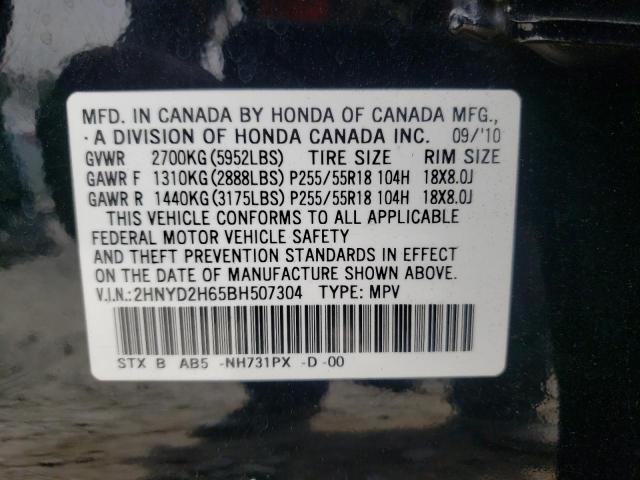 MFD. IN CANADA BY HONDA OF CANADA MFG.,
A DIVISION OF HONDA CANADA INC. 09/'10
GVWR 2700KG(5952LBS) TIRE SIZE RIM SIZE
GAWR F 1310KG(2888LBS) P255/55R18 104H 18X8.0J
GAWR R 1440KG(3175LBS) P255/55R18 104H 18X8.0J
THIS VEHICLE CONFORMS TO ALL APPLICABLE
FEDERAL MOTOR VEHICLE SAFETY
AND THEFT PREVENTION STANDARDS IN EFFECT
ON THE DATE OF MANUFACTURE SHOWN ABOVE.
V.I.N.:2HNYD2H65BH507304 TYPE: MPV
STX B AB5 -NH731PX -D -00